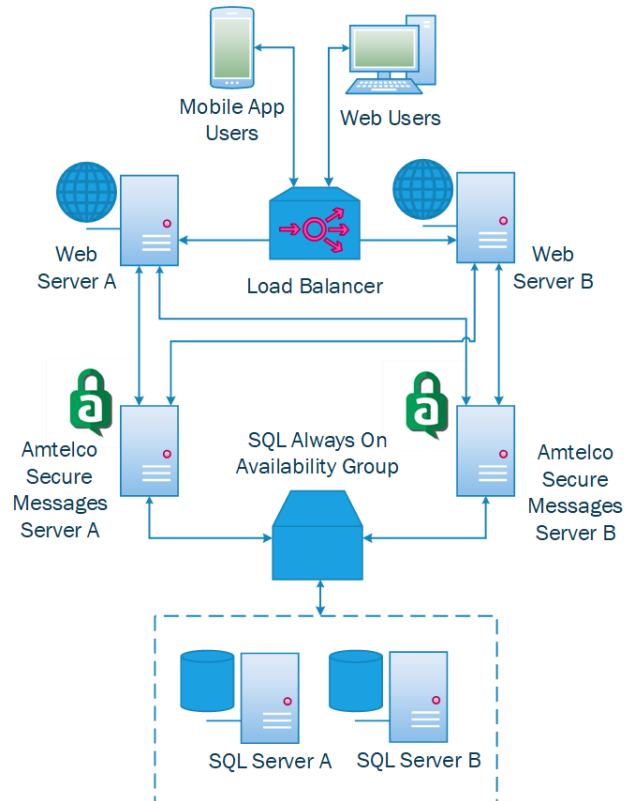 Mobile App
Users
Web Users
Web
Server A
Load Balancer
Web
Server B
a
a
Amtelco
Secure
Messages
Server A
SQL Always On
Availability Group
Amtelco
Secure
Messages
Server B
SQL Server A
SQL Server B